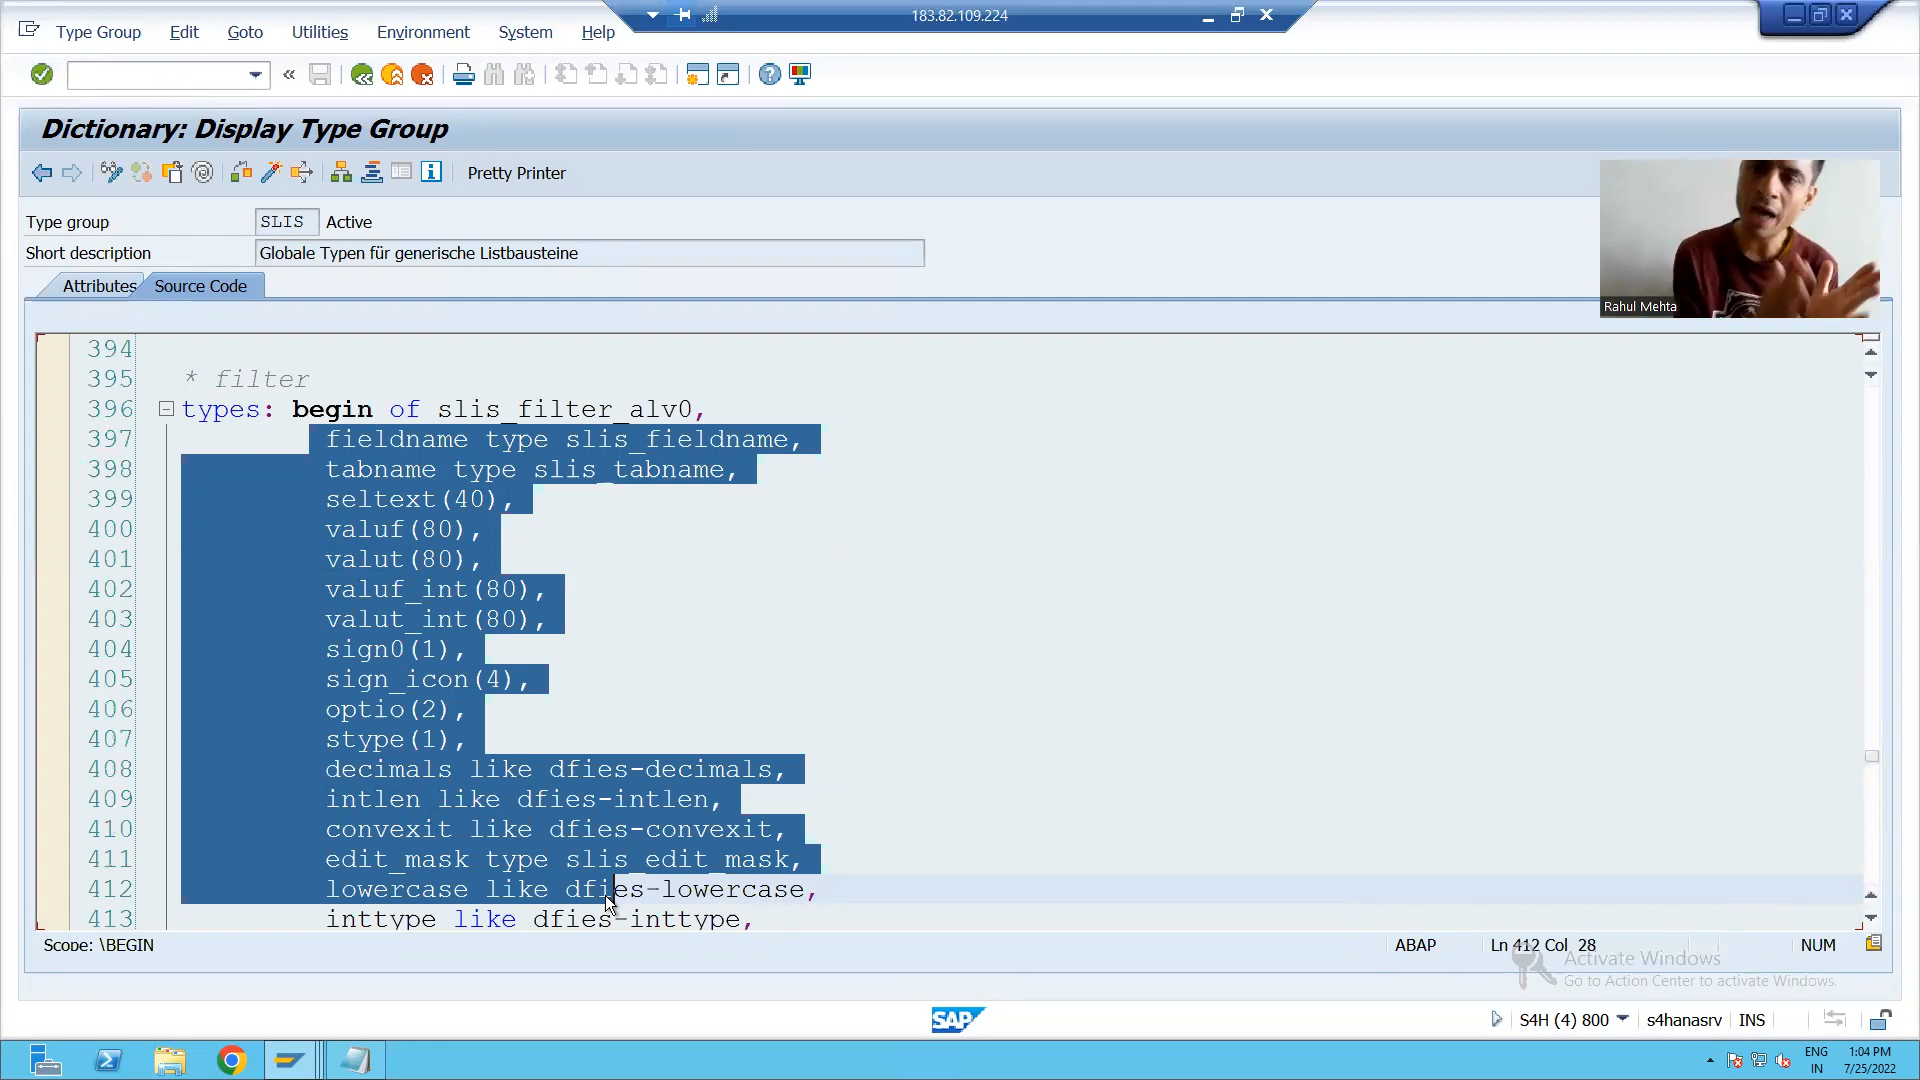 183.82.109.224
Type Group Edit Goto Utilities Environment System Help
Dictionary: Display Type Group
Pretty Printer
Type group SLIS Active
Short description Globale Typen für generische Listbausteine
Attributes Source Code
Rahul Mehta
394
395 * filter
396 types: begin of slis_filter_alv0,
397 fieldname type slis_fieldname,
398 tabname type slis_tabname,
399 seltext(40),
400 valuf(80),
401 valut(80),
402 valuf_int(80),
403 valut_int(80),
404 sign0(1),
405 sign_icon(4),
406 optio(2),
407 stype(1),
408 decimals like dfies-decimals,
409 intlen like dfies-intlen,
410 convexit like dfies-convexit,
411 edit_mask type slis_edit_mask,
412 lowercase like dfies-lowercase,
413 inttype like dfies-inttype,
Scope: \BEGIN ABAP Ln 412 Col 28 NUM
Activate Windows
Go to Action Center to activate Windows.
SAP S4H (4) 800 s4hanasrv INS
ENG 1:04 PM
IN 7/25/2022